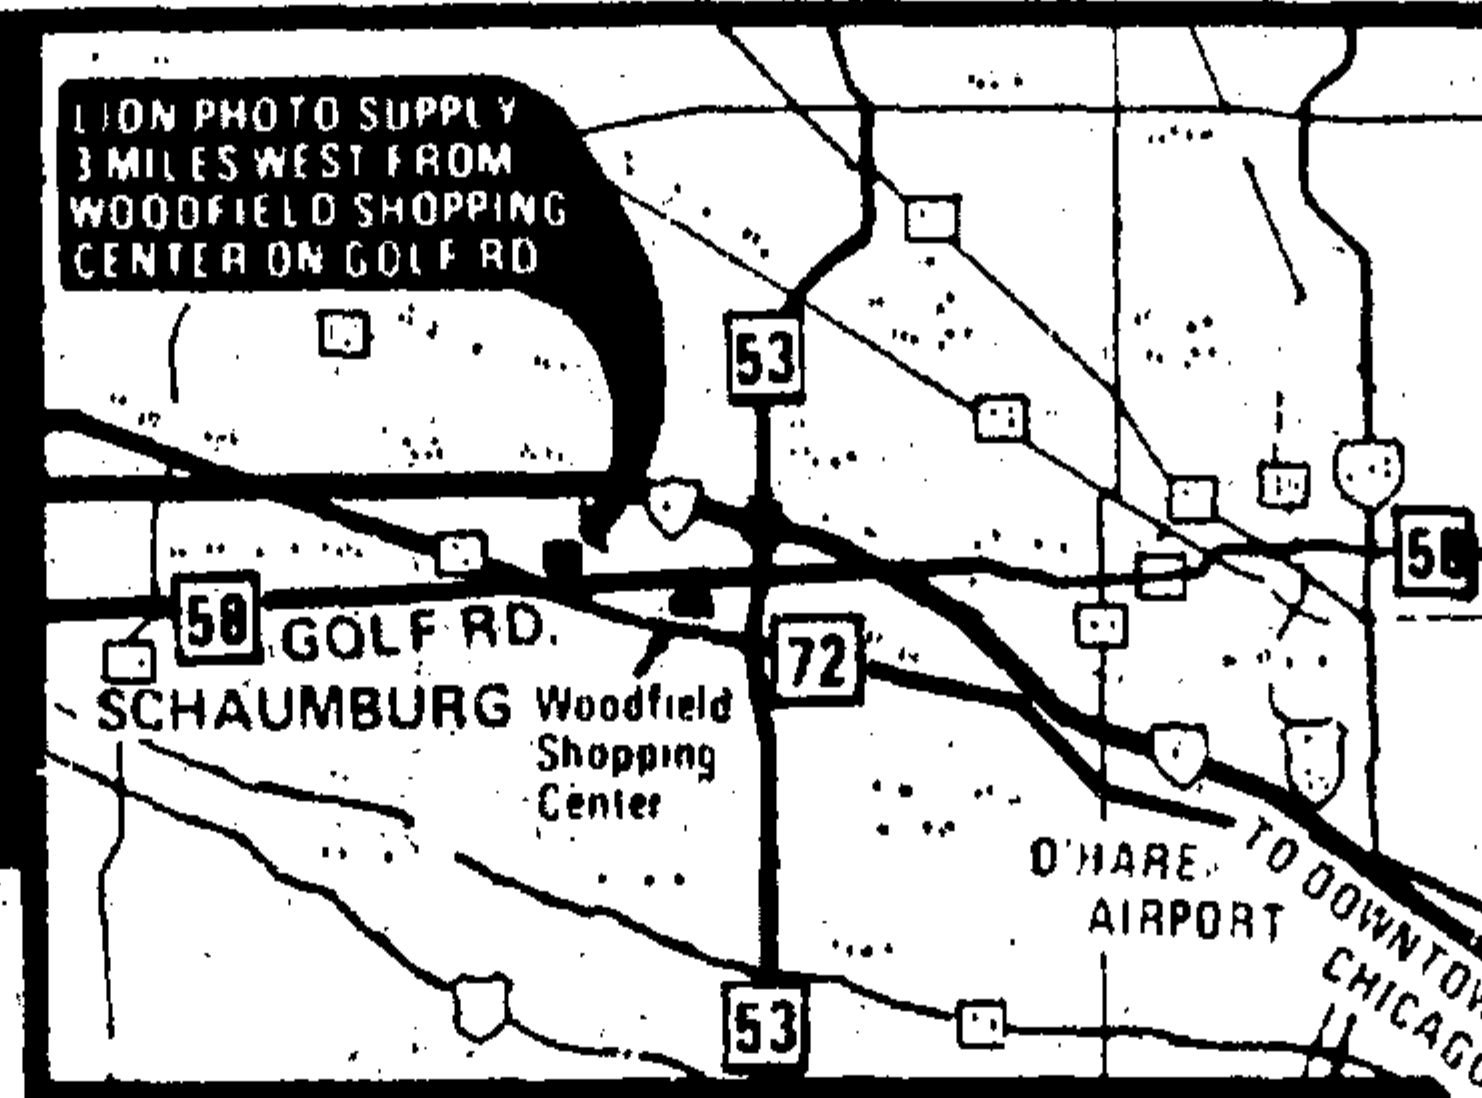 LION PHOTO SUPPLY
3 MILES WEST FROM
WOODFIELD SHOPPING
CENTER ON GOLF RD
53
58
58
GOLF RD.
72
SCHAUMBURG
Woodfield
Shopping
Center
O'HARE
AIRPORT
TO DOWNTOWN
CHICAGO
53